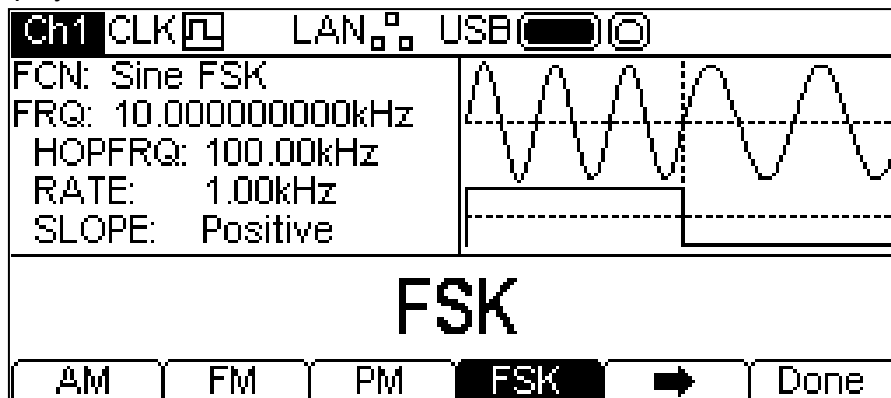 Ch1 CLK LAN USB
FCN: Sine FSK
FRQ: 10.000000000kHz
HOPFRQ: 100.00kHz
RATE: 1.00kHz
SLOPE: Positive
FSK
AM FM PM FSK Done